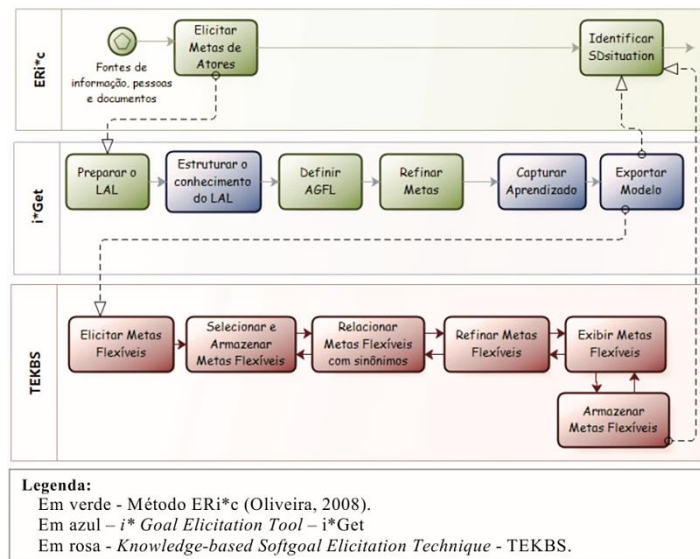 ERi*c
Fontes de
informação, pessoas
e documentos
Elicitar
Metas de
Atores
Identificar
SDsituation
i*Get
Preparar o
LAL
Estruturar o
conhecimento
do LAL
Definir
AGFL
Refinar
Metas
Capturar
Aprendizado
Exportar
Modelo
TEKBS
Elicitar Metas
Flexíveis
Selecionar e
Armazenar
Metas Flexíveis
Relacionar
Metas Flexíveis
com sinônimos
Refinar Metas
Flexíveis
Exibir Metas
Flexíveis
Armazenar
Metas Flexíveis
Legenda:
Em verde - Método ERi*c (Oliveira, 2008).
Em azul – i* Goal Elicitation Tool – i*Get
Em rosa - Knowledge-based Softgoal Elicitation Technique - TEKBS.